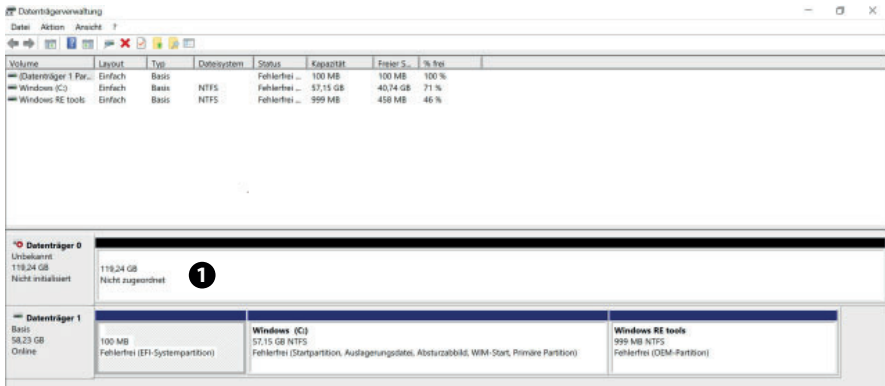 Datenträgerverwaltung
Datei Aktion Ansicht ?
Volume Layout Typ Dateisystem Status Kapazität Freier S... % frei
(Datenträger 1 Par... Einfach Basis Fehlerfrei ... 100 MB 100 MB 100 %
Windows (C:) Einfach Basis NTFS Fehlerfrei ... 57,15 GB 40,74 GB 71 %
Windows RE tools Einfach Basis NTFS Fehlerfrei ... 999 MB 458 MB 46 %
Datenträger 0
Unbekannt
119,24 GB
Nicht initialisiert
119,24 GB
Nicht zugeordnet
1
Datenträger 1
Basis
58,23 GB
Online
100 MB
Fehlerfrei (EFI-Systempartition)
Windows (C:)
57,15 GB NTFS
Fehlerfrei (Startpartition, Auslagerungsdatei, Absturzabbild, WIM-Start, Primäre Partition)
Windows RE tools
999 MB NTFS
Fehlerfrei (OEM-Partition)